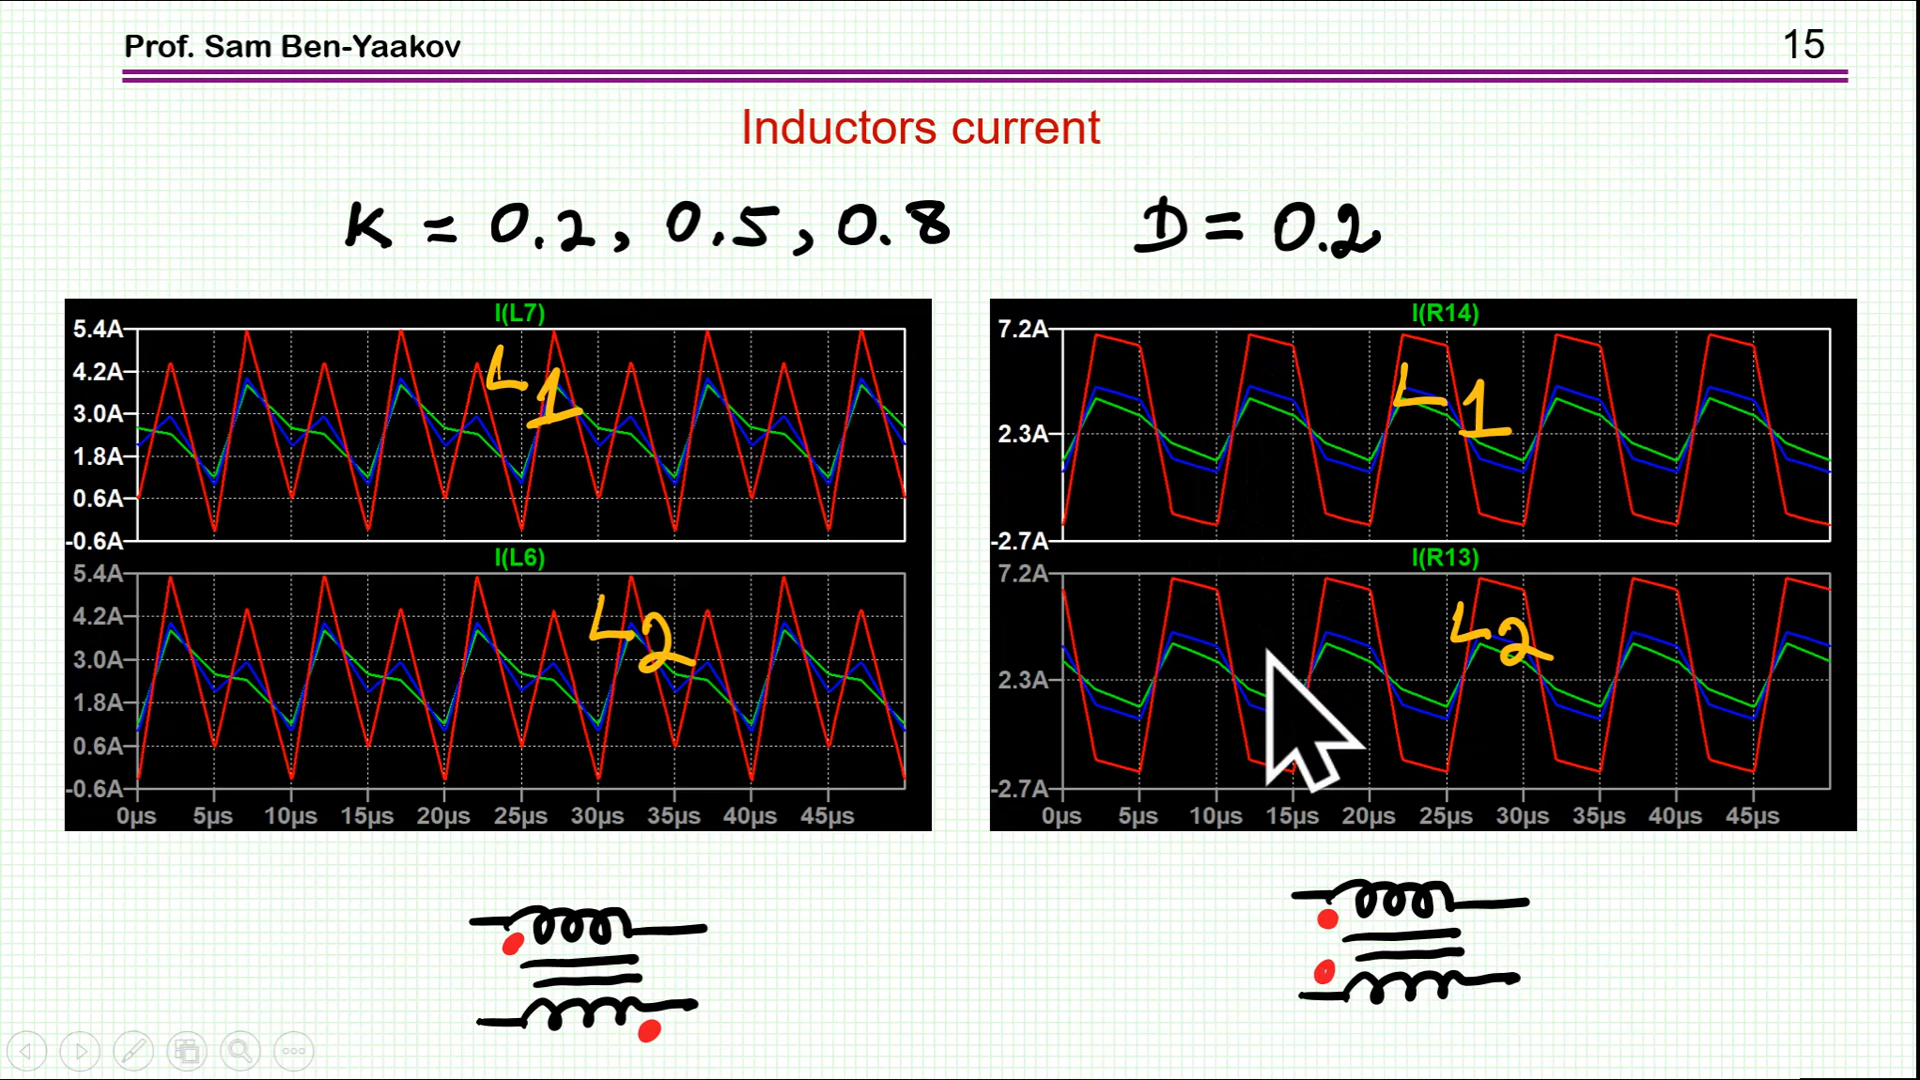 Prof. Sam Ben-Yaakov
15
Inductors current
K = 0.2, 0.5, 0.8
D = 0.2
I(L7)
5.4A
4.2A
3.0A
1.8A
0.6A
-0.6A
L1
I(L6)
5.4A
4.2A
3.0A
1.8A
0.6A
-0.6A
L2
0µs 5µs 10µs 15µs 20µs 25µs 30µs 35µs 40µs 45µs
I(R14)
7.2A
2.3A
-2.7A
L1
I(R13)
7.2A
2.3A
-2.7A
L2
0µs 5µs 10µs 15µs 20µs 25µs 30µs 35µs 40µs 45µs